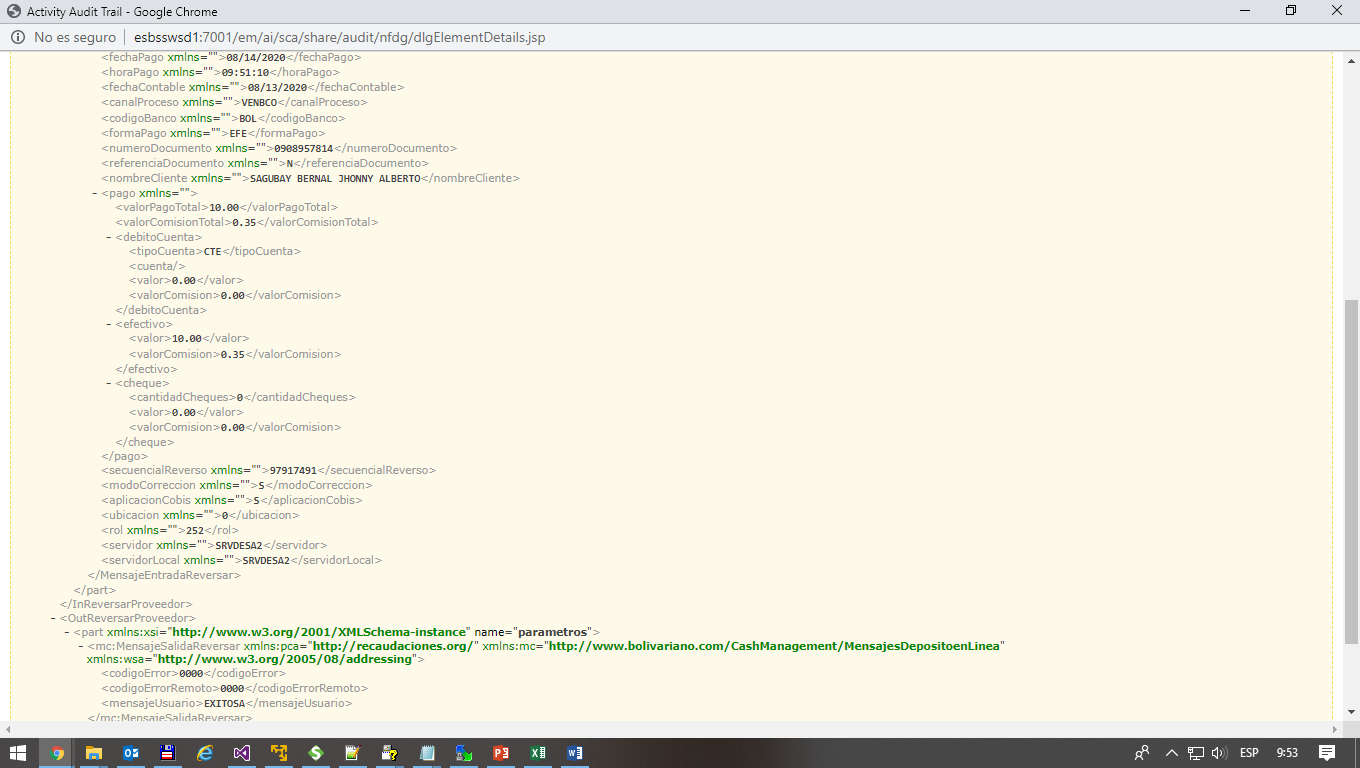 Activity Audit Trail - Google Chrome
No es seguro | esbsswsd1:7001/em/ai/sca/share/audit/nfdg/dlgElementDetails.jsp
<fechaPago xmlns="">08/14/2020</fechaPago>
<horaPago xmlns="">09:51:10</horaPago>
<fechaContable xmlns="">08/13/2020</fechaContable>
<canalProceso xmlns="">VENBCO</canalProceso>
<codigoBanco xmlns="">BOL</codigoBanco>
<formaPago xmlns="">EFE</formaPago>
<numeroDocumento xmlns="">0908957814</numeroDocumento>
<referenciaDocumento xmlns="">N</referenciaDocumento>
<nombreCliente xmlns="">SAGUBAY BERNAL JHONNY ALBERTO</nombreCliente>
- <pago xmlns="">
<valorPagoTotal>10.00</valorPagoTotal>
<valorComisionTotal>0.35</valorComisionTotal>
- <debitoCuenta>
<tipoCuenta>CTE</tipoCuenta>
<cuenta/>
<valor>0.00</valor>
<valorComision>0.00</valorComision>
</debitoCuenta>
- <efectivo>
<valor>10.00</valor>
<valorComision>0.35</valorComision>
</efectivo>
- <cheque>
<cantidadCheques>0</cantidadCheques>
<valor>0.00</valor>
<valorComision>0.00</valorComision>
</cheque>
</pago>
<secuencialReverso xmlns="">97917491</secuencialReverso>
<modoCorreccion xmlns="">S</modoCorreccion>
<aplicacionCobis xmlns="">S</aplicacionCobis>
<ubicacion xmlns="">0</ubicacion>
<rol xmlns="">252</rol>
<servidor xmlns="">SRVDESA2</servidor>
<servidorLocal xmlns="">SRVDESA2</servidorLocal>
</MensajeEntradaReversar>
</part>
</InReversarProveedor>
- <OutReversarProveedor>
- <part xmlns:xsi="http://www.w3.org/2001/XMLSchema-instance" name="parametros">
- <mc:MensajeSalidaReversar xmlns:pca="http://recaudaciones.org/" xmlns:mc="http://www.bolivariano.com/CashManagement/MensajesDepositoenLinea"
xmlns:wsa="http://www.w3.org/2005/08/addressing">
<codigoError>0000</codigoError>
<codigoErrorRemoto>0000</codigoErrorRemoto>
<mensajeUsuario>EXITOSA</mensajeUsuario>
</mc:MensajeSalidaReversar>
ESP 9:53